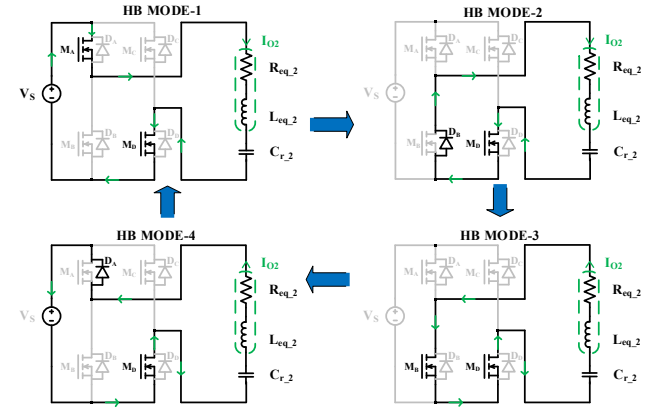 HB MODE-1
M_A D_A M_C D_C
I_O2
R_eq_2
V_S
L_eq_2
M_B D_B M_D D_D
C_r_2
HB MODE-2
M_A D_A M_C D_C
I_O2
R_eq_2
V_S
L_eq_2
M_B D_B M_D D_D
C_r_2
HB MODE-4
M_A D_A M_C D_C
I_O2
R_eq_2
V_S
L_eq_2
M_B D_B M_D D_D
C_r_2
HB MODE-3
M_A D_A M_C D_C
I_O2
R_eq_2
V_S
L_eq_2
M_B D_B M_D D_D
C_r_2